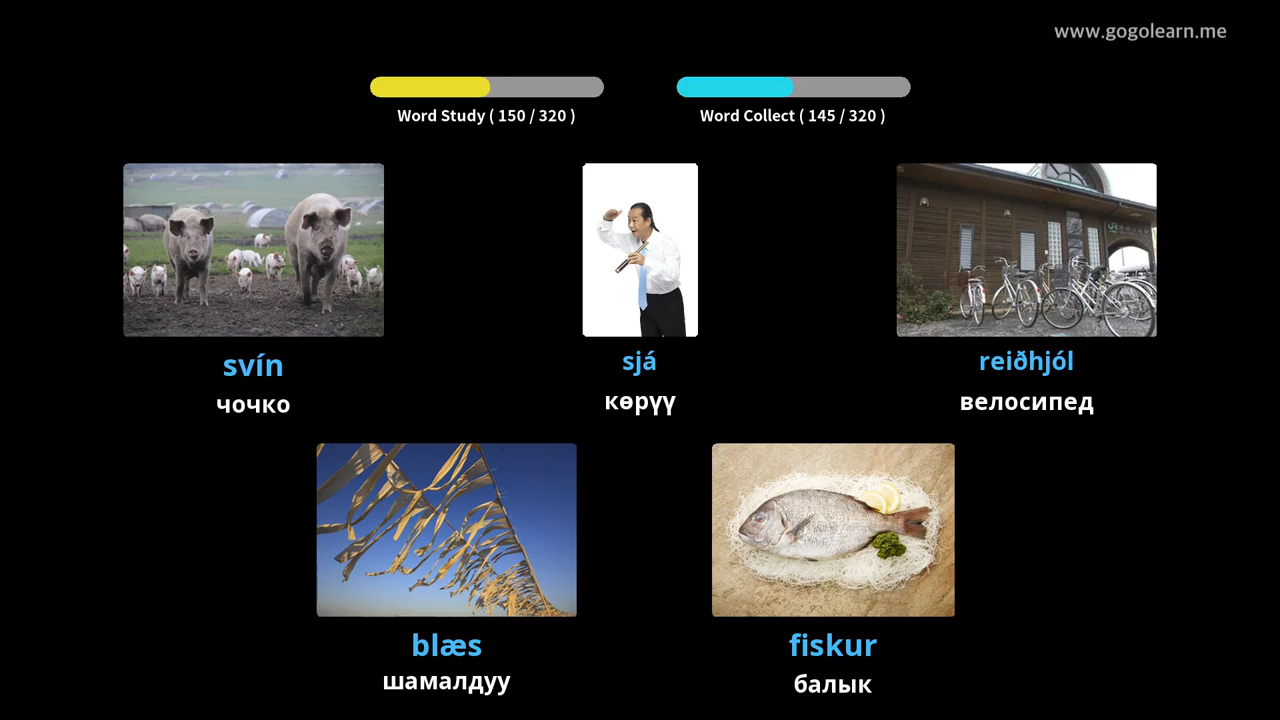 www.gogolearn.me
Word Study ( 150 / 320 )
Word Collect ( 145 / 320 )
svín
чочко
sjá
көрүү
reiðhjól
велосипед
blæs
шамалдуу
fiskur
балык